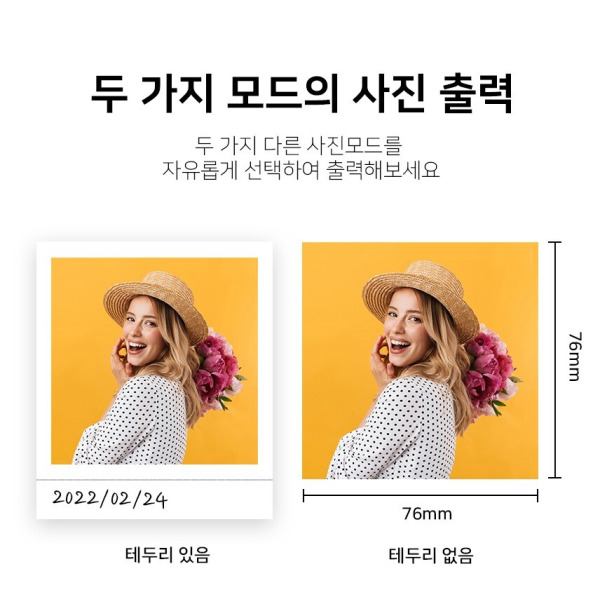 두 가지 모드의 사진 출력
두 가지 다른 사진모드를
자유롭게 선택하여 출력해보세요
76mm
2022/02/24
76mm
테두리 있음
테두리 없음